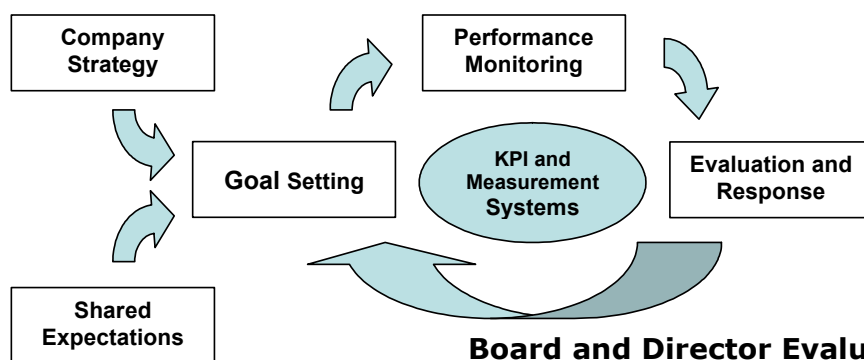 Company
Strategy
Performance
Monitoring
Goal Setting
KPI and
Measurement
Systems
Evaluation and
Response
Shared
Expectations
Board and Director Evalu